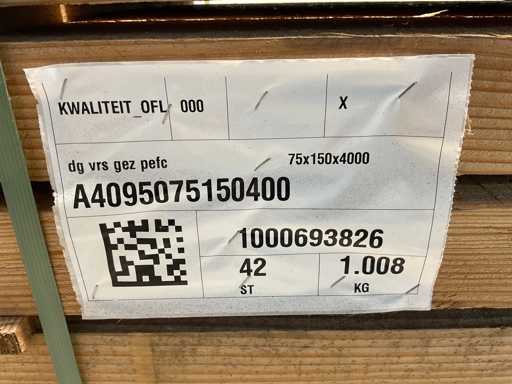 KWALITEIT_OFL 000 X
dg vrs gez pefc 75x150x4000
A4095075150400
1000693826
42 1.008
ST KG